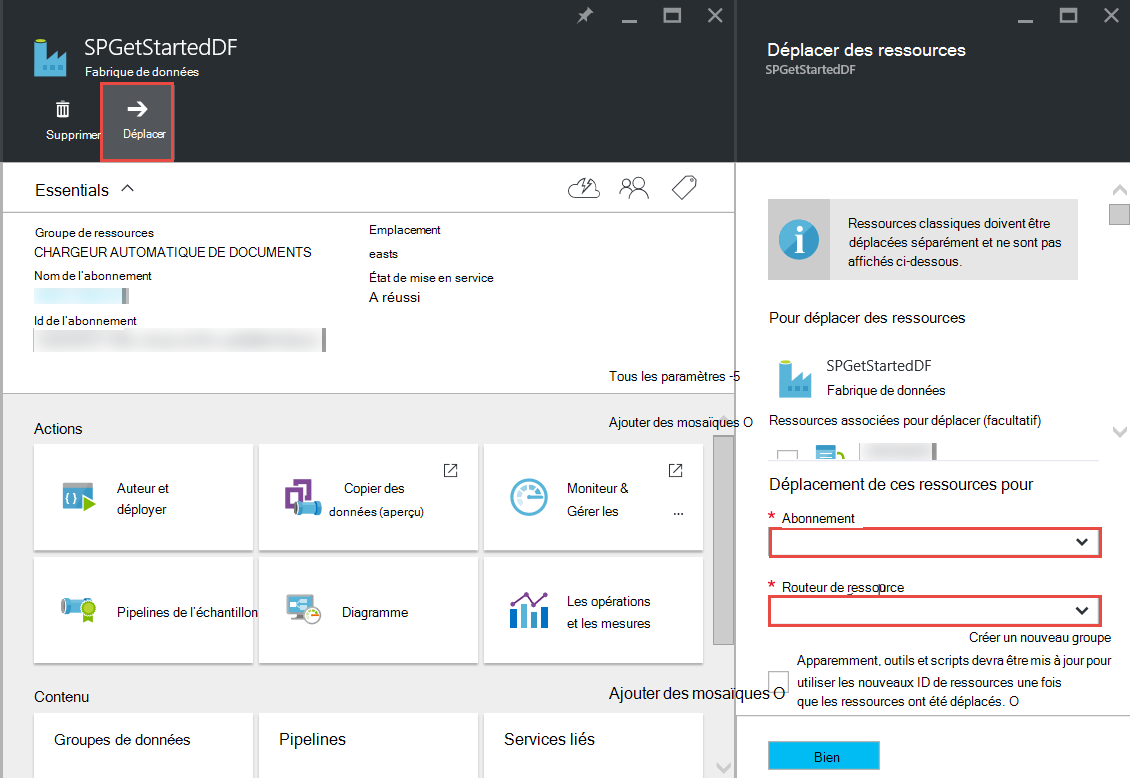 SPGetStartedDF
Fabrique de données
Supprimer
Déplacer
Essentials
Groupe de ressources
CHARGEUR AUTOMATIQUE DE DOCUMENTS
Nom de l'abonnement
Id de l'abonnement
Emplacement
easts
État de mise en service
A réussi
Tous les paramètres -5
Ajouter des mosaïques O
Actions
Auteur et
déployer
Copier des
données (aperçu)
Moniteur &
Gérer les
...
Pipelines de l'échantillon
Diagramme
Les opérations
et les mesures
Contenu
Ajouter des mosaïques O
Groupes de données
Pipelines
Services liés
Déplacer des ressources
SPGetStartedDF
Ressources classiques doivent être
déplacées séparément et ne sont pas
affichés ci-dessous.
Pour déplacer des ressources
SPGetStartedDF
Fabrique de données
Ressources associées pour déplacer (facultatif)
Déplacement de ces ressources pour
* Abonnement
* Routeur de ressource
Créer un nouveau groupe
Apparemment, outils et scripts devra être mis à jour pour
utiliser les nouveaux ID de ressources une fois
que les ressources ont été déplacés. O
Bien